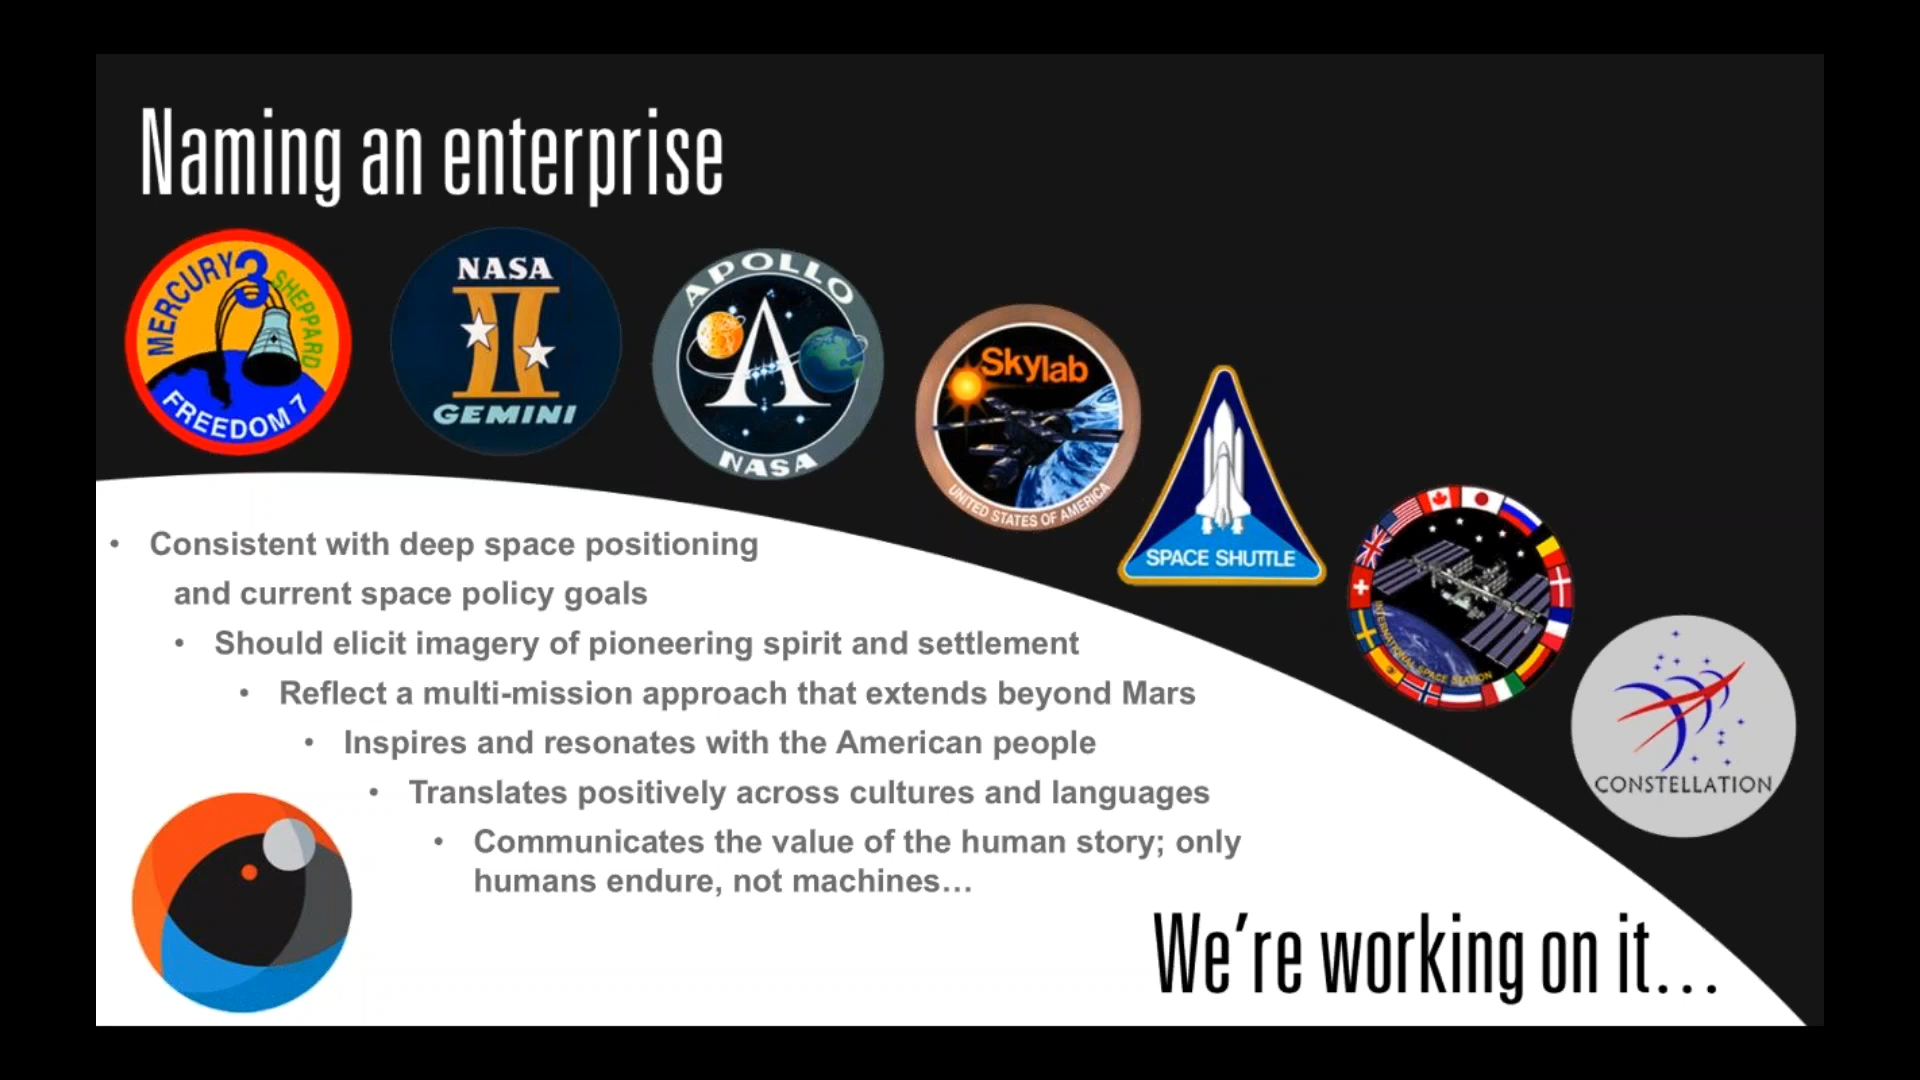 Naming an enterprise
MERCURY 3 SHEPPARD
FREEDOM 7
NASA
GEMINI
APOLLO
NASA
Skylab
UNITED STATES OF AMERICA
SPACE SHUTTLE
INTERNATIONAL SPACE STATION
CONSTELLATION
• Consistent with deep space positioning
and current space policy goals
• Should elicit imagery of pioneering spirit and settlement
• Reflect a multi-mission approach that extends beyond Mars
• Inspires and resonates with the American people
• Translates positively across cultures and languages
• Communicates the value of the human story; only
humans endure, not machines…
We're working on it…